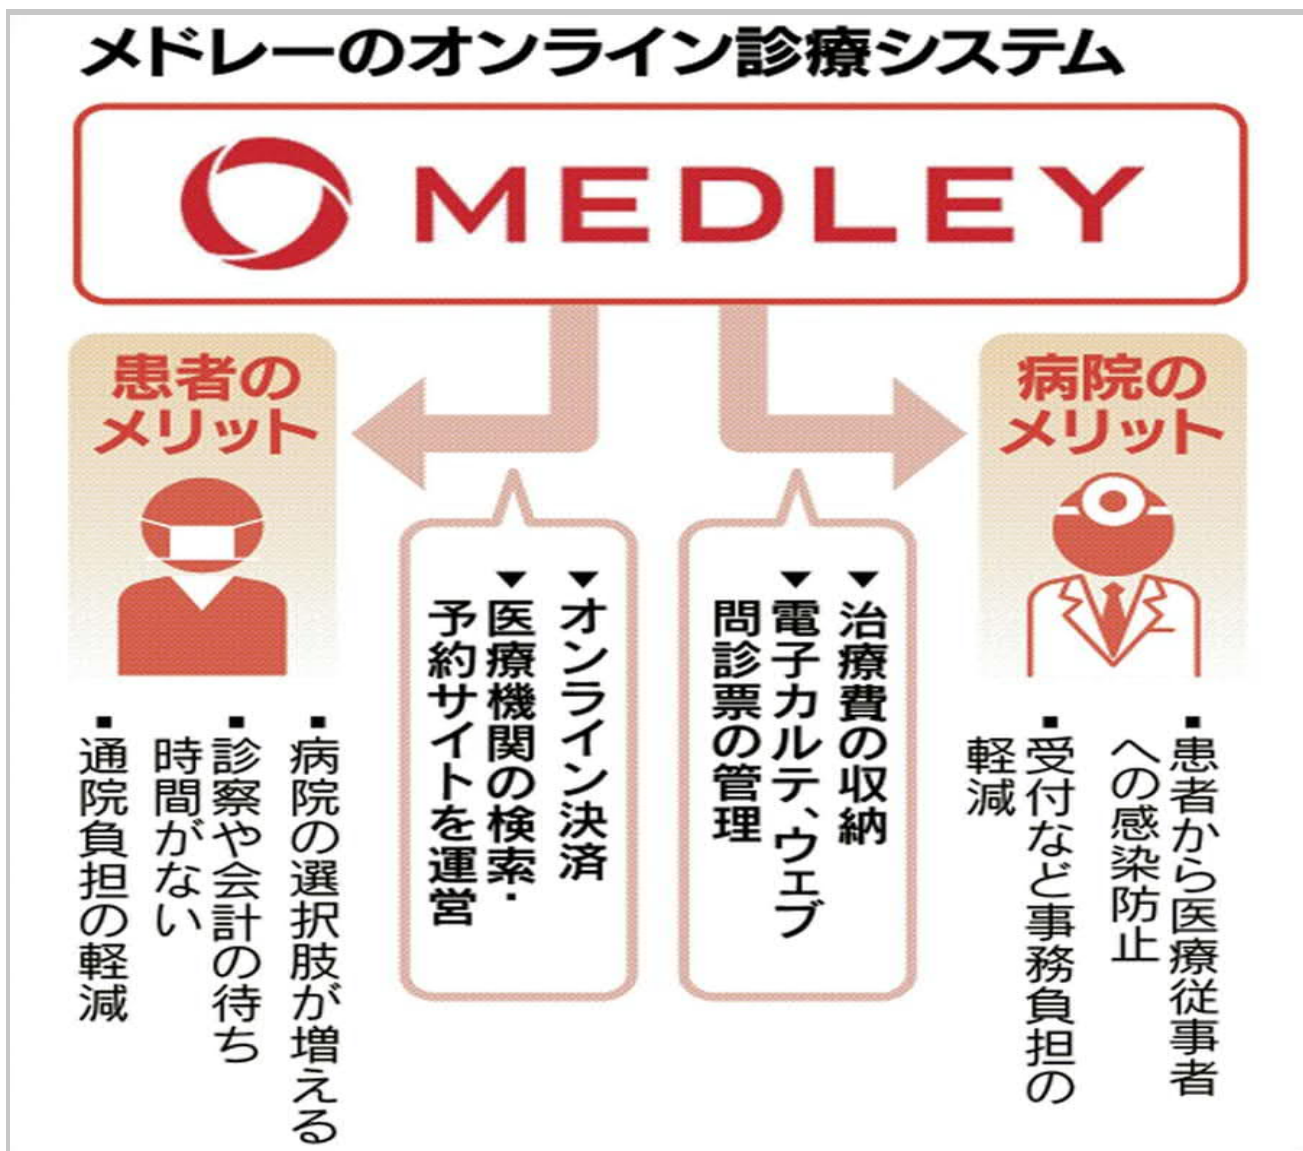 メドレーのオンライン診療システム
MEDLEY
患者の
メリット
病院の
メリット
▼オンライン決済
▼医療機関の検索・
予約サイトを運営
▼治療費の収納
▼電子カルテ、ウェブ
問診票の管理
■病院の選択肢が増える
■診察や会計の待ち
時間がない
■通院負担の軽減
■患者から医療従事者
への感染防止
■受付など事務負担の
軽減